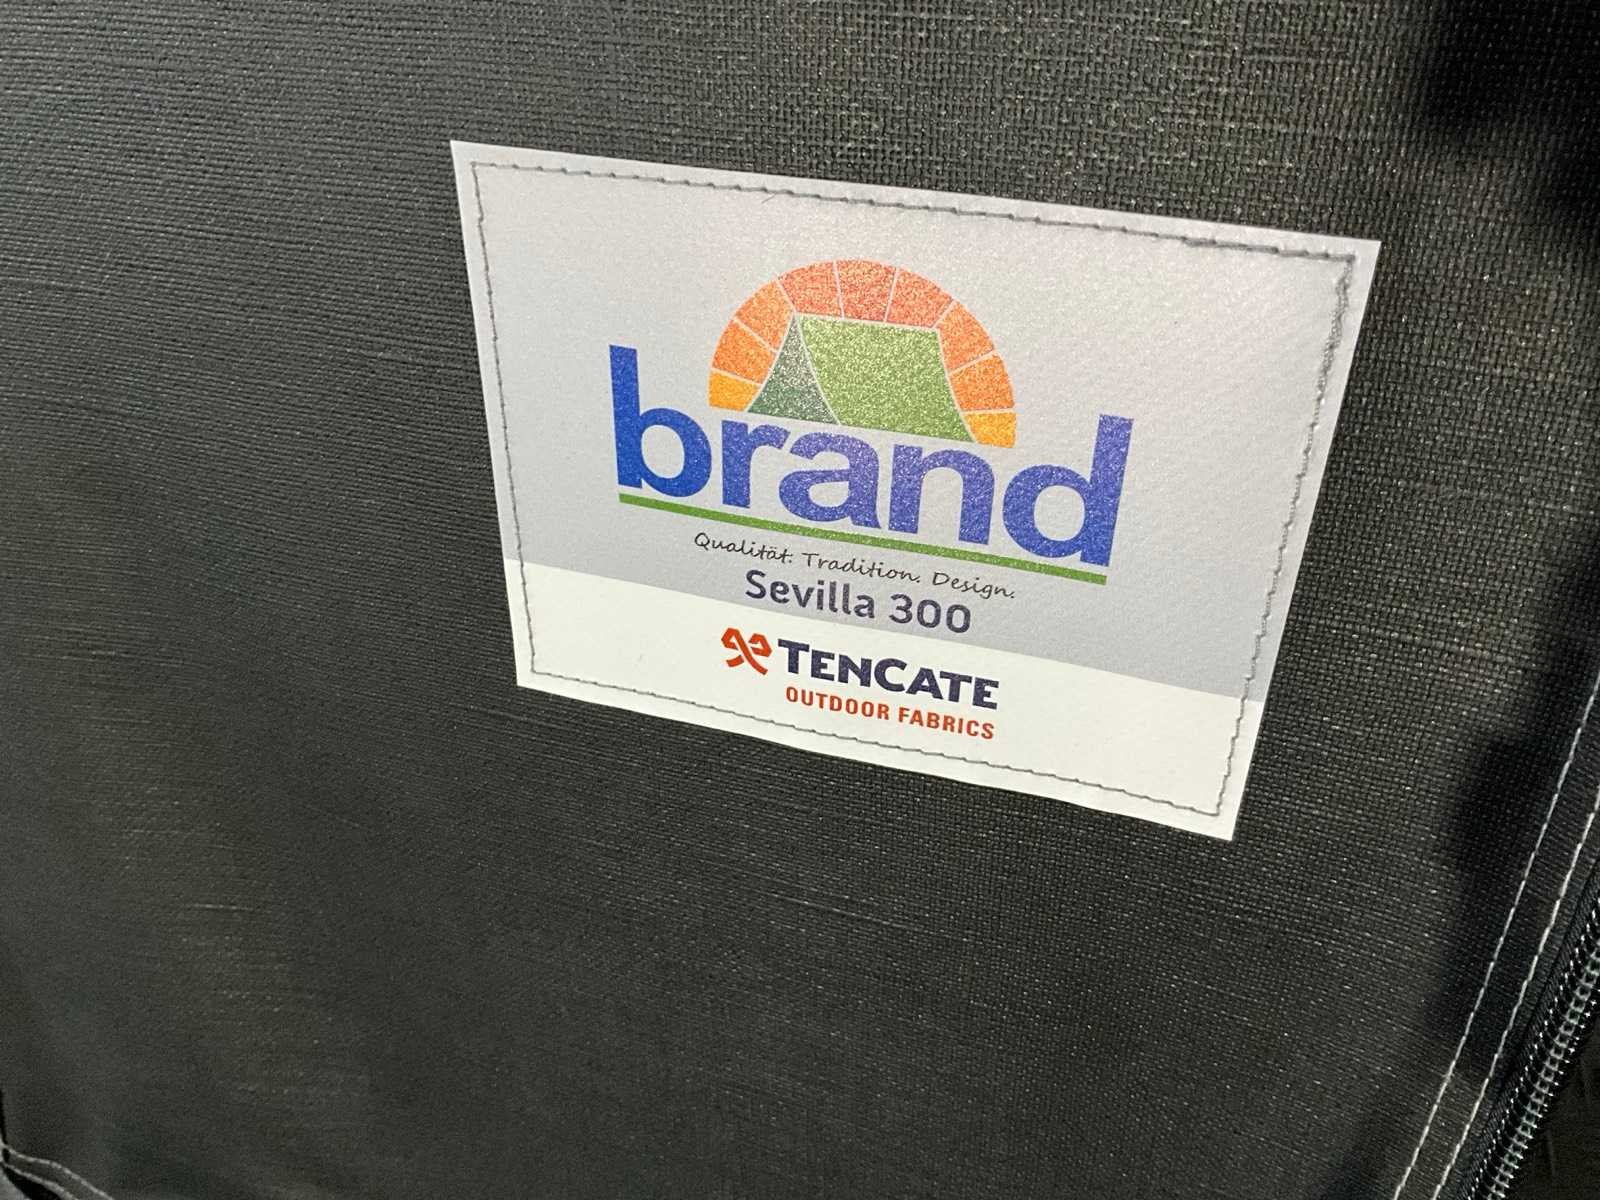 brand
Qualität. Tradition. Design.
Sevilla 300
TENCATE
OUTDOOR FABRICS